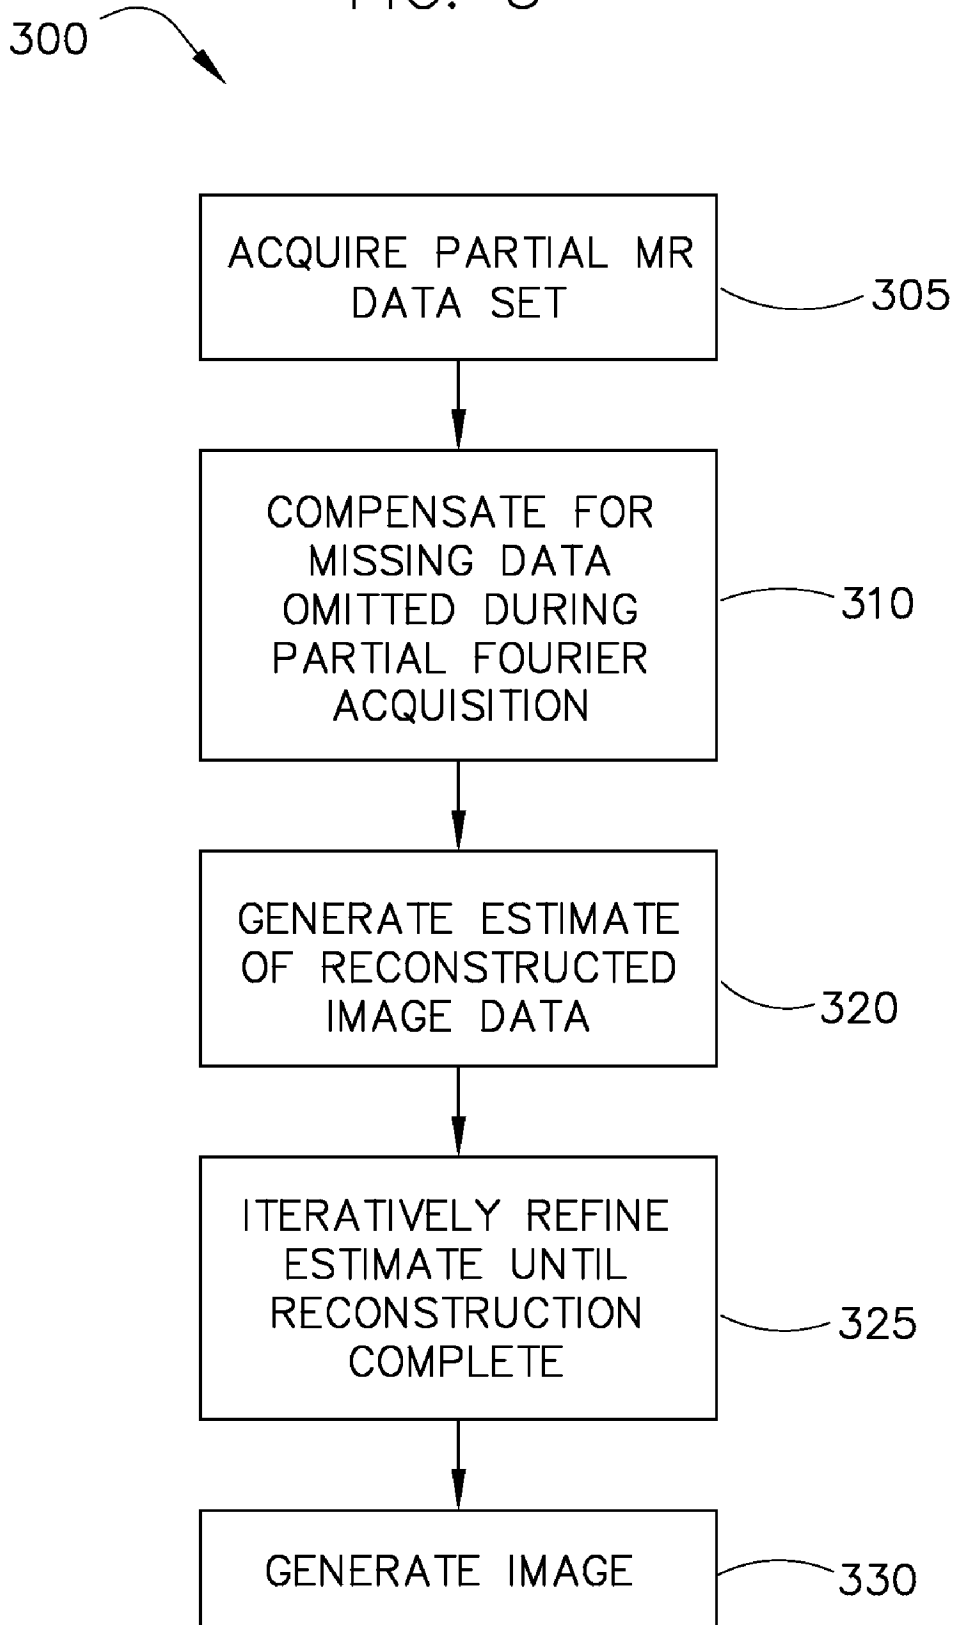 300
ACQUIRE PARTIAL MR
DATA SET
305
COMPENSATE FOR
MISSING DATA
OMITTED DURING
PARTIAL FOURIER
ACQUISITION
310
GENERATE ESTIMATE
OF RECONSTRUCTED
IMAGE DATA
320
ITERATIVELY REFINE
ESTIMATE UNTIL
RECONSTRUCTION
COMPLETE
325
GENERATE IMAGE
330